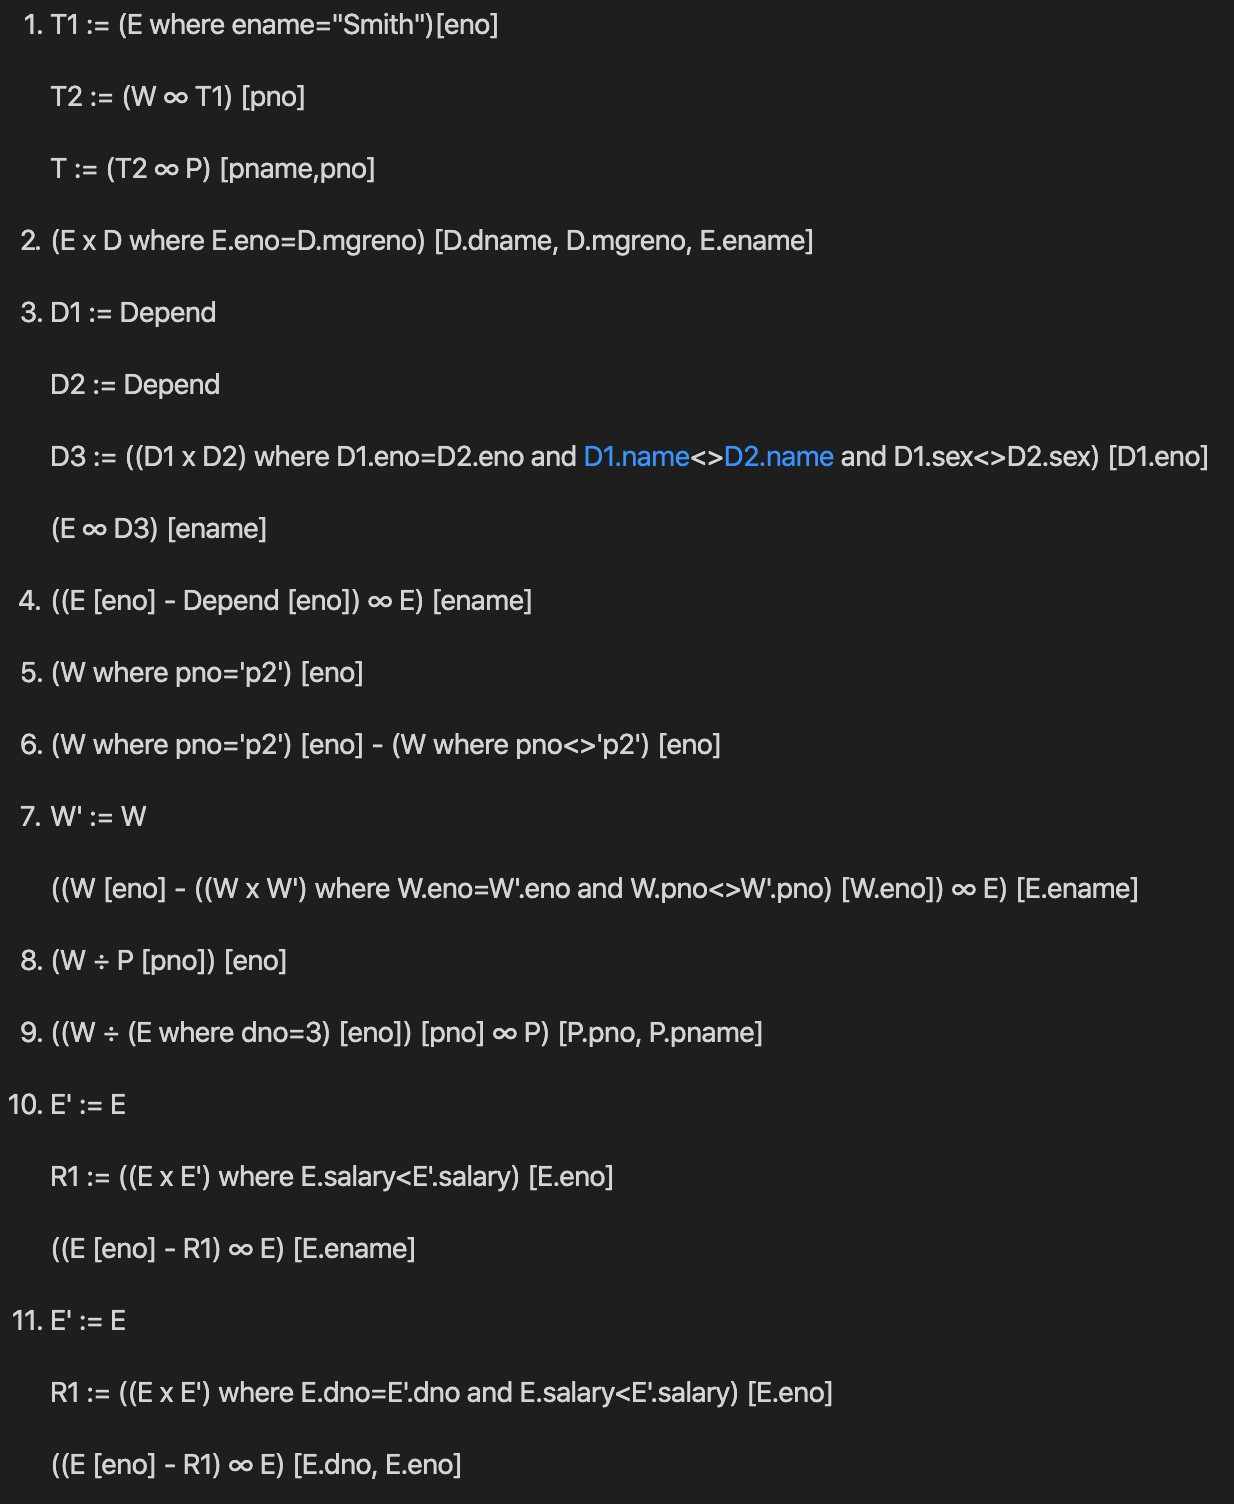 1. T1 := (E where ename="Smith")[eno]
T2 := (W ∞ T1) [pno]
T := (T2 ∞ P) [pname,pno]
2. (E x D where E.eno=D.mgreno) [D.dname, D.mgreno, E.ename]
3. D1 := Depend
D2 := Depend
D3 := ((D1 x D2) where D1.eno=D2.eno and D1.name<>D2.name and D1.sex<>D2.sex) [D1.eno]
(E ∞ D3) [ename]
4. ((E [eno] - Depend [eno]) ∞ E) [ename]
5. (W where pno='p2') [eno]
6. (W where pno='p2') [eno] - (W where pno<>'p2') [eno]
7. W' := W
((W [eno] - ((W x W') where W.eno=W'.eno and W.pno<>W'.pno) [W.eno]) ∞ E) [E.ename]
8. (W ÷ P [pno]) [eno]
9. ((W ÷ (E where dno=3) [eno]) [pno] ∞ P) [P.pno, P.pname]
10. E' := E
R1 := ((E x E') where E.salary<E'.salary) [E.eno]
((E [eno] - R1) ∞ E) [E.ename]
11. E' := E
R1 := ((E x E') where E.dno=E'.dno and E.salary<E'.salary) [E.eno]
((E [eno] - R1) ∞ E) [E.dno, E.eno]